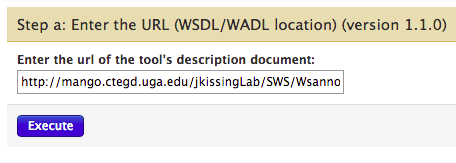 Step a: Enter the URL (WSDL/WADL location) (version 1.1.0)
Enter the url of the tool's description document:
http://mango.ctegd.uga.edu/jkissingLab/SWS/Wsanno
Execute